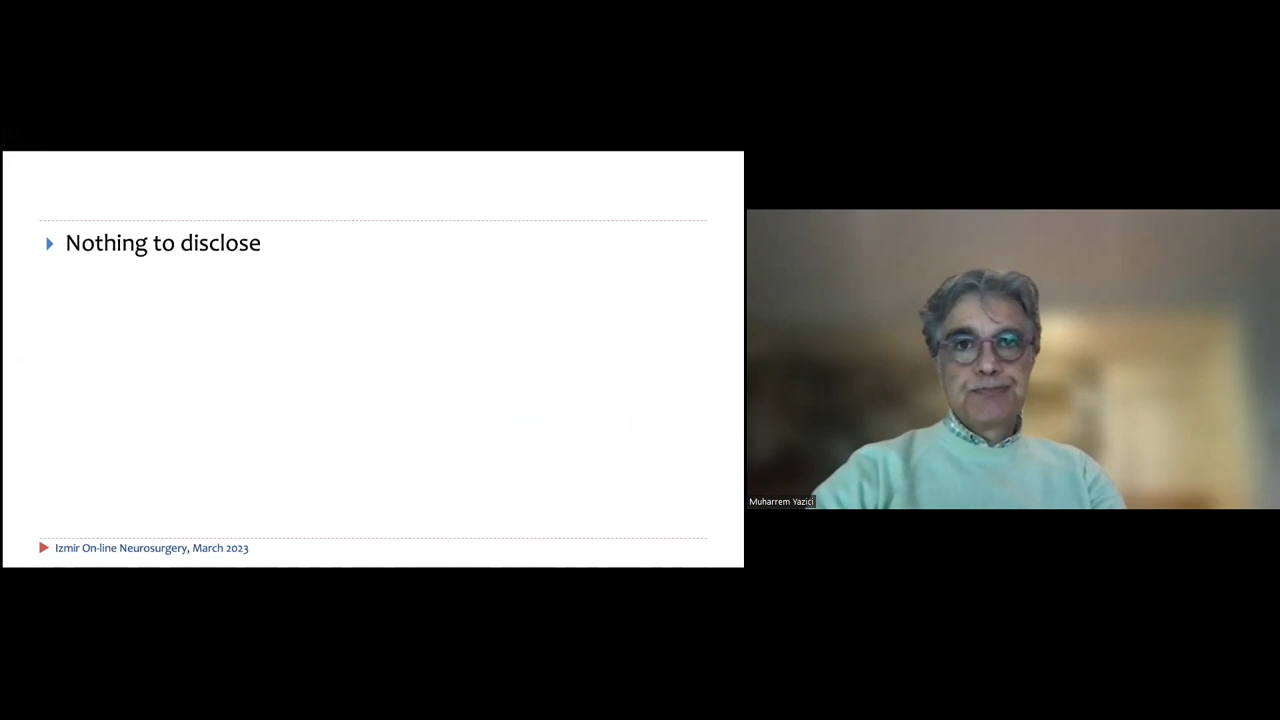 Nothing to disclose
Izmir On-line Neurosurgery, March 2023
Muharrem Yazici